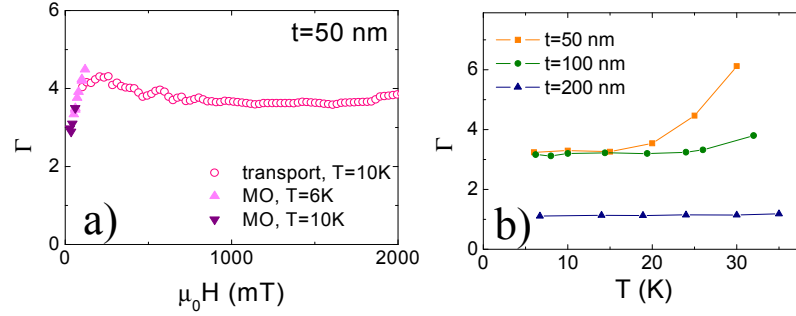 t=50 nm
6
4
2
0
Γ
transport, T=10K
MO, T=6K
MO, T=10K
a)
0
1000
2000
μ₀H (mT)
t=50 nm
t=100 nm
t=200 nm
6
4
2
0
Γ
b)
0
10
20
30
T (K)